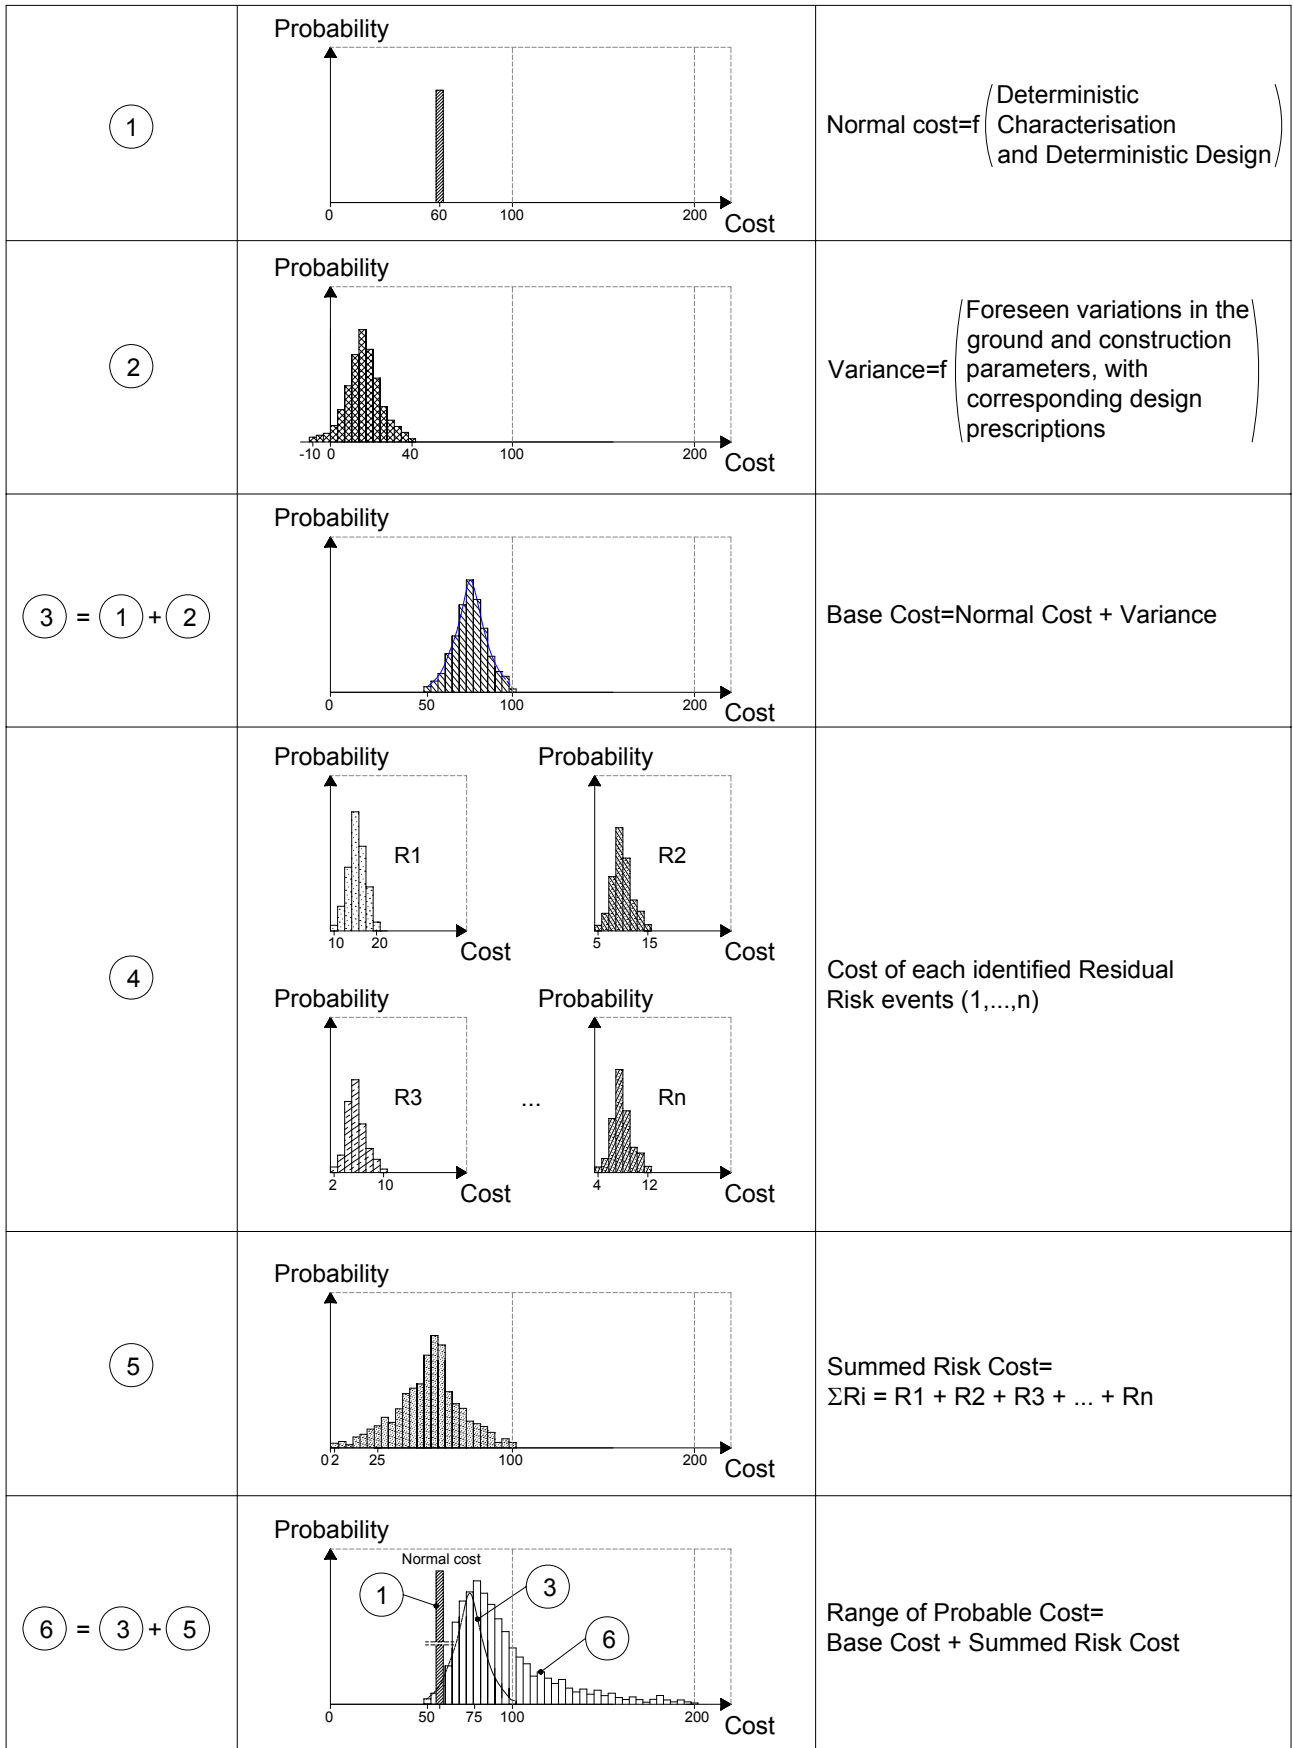 1
Probability
0
60
100
200
Cost
Normal cost=f
Deterministic
Characterisation
and Deterministic Design
2
Probability
-10
0
40
100
200
Cost
Variance=f
Foreseen variations in the
ground and construction
parameters, with
corresponding design
prescriptions
3 = 1 + 2
Probability
0
50
100
200
Cost
Base Cost=Normal Cost + Variance
4
Probability
R1
10
20
Cost
Probability
R2
5
15
Cost
Probability
R3
2
10
Cost
...
Probability
Rn
4
12
Cost
Cost of each identified Residual
Risk events (1,...,n)
5
Probability
0
2
25
100
200
Cost
Summed Risk Cost=
ΣRi = R1 + R2 + R3 + ... + Rn
6 = 3 + 5
Probability
Normal cost
1
3
6
0
50
75
100
200
Cost
Range of Probable Cost=
Base Cost + Summed Risk Cost